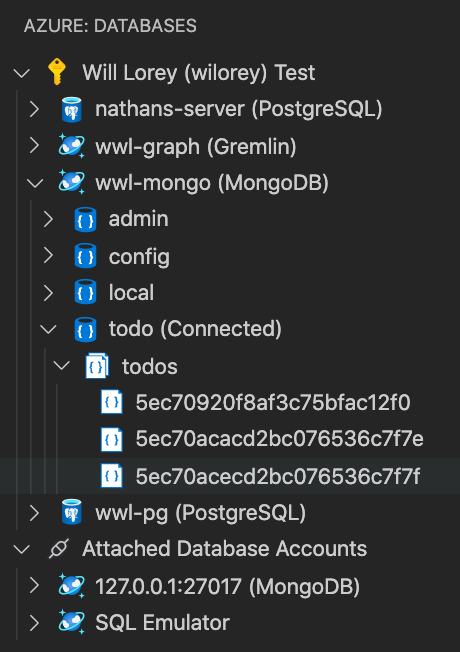 AZURE: DATABASES
Will Lorey (wilorey) Test
nathans-server (PostgreSQL)
wwl-graph (Gremlin)
wwl-mongo (MongoDB)
admin
config
local
todo (Connected)
todos
5ec70920f8af3c75bfac12f0
5ec70acacd2bc076536c7f7e
5ec70acecd2bc076536c7f7f
wwl-pg (PostgreSQL)
Attached Database Accounts
127.0.0.1:27017 (MongoDB)
SQL Emulator